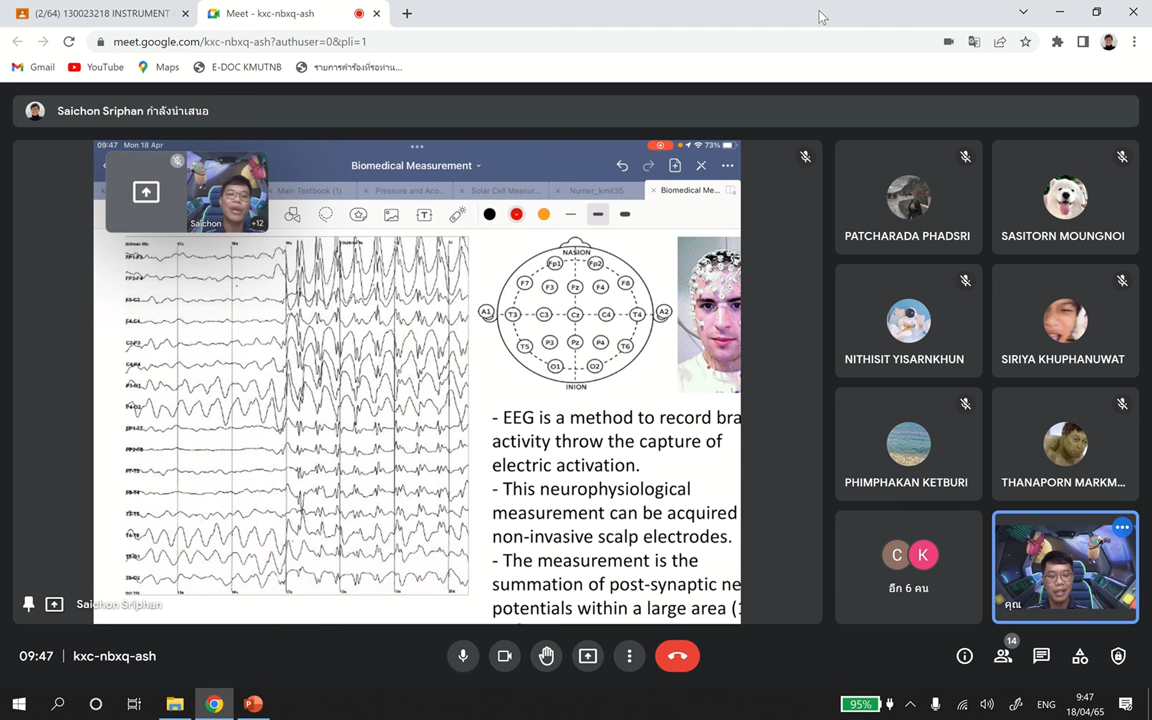 (2/64) 130023218 INSTRUMENT
Meet - kxc-nbxq-ash
meet.google.com/kxc-nbxq-ash?authuser=0&pli=1
Gmail
YouTube
Maps
E-DOC KMUTNB
รายการคำร้องที่รอท่าน...
Saichon Sriphan กำลังนำเสนอ
09:47 Mon 18 Apr
73%
Biomedical Measurement
Main Textbook (1)
Pressure and Aco...
Solar Cell Measur...
Numer_kmit35
Biomedical Me...
Saichon
+12
NASION
Fp1 Fp2
F7 F3 Fz F4 F8
A1 T3 C3 Cz C4 T4 A2
T5 P3 Pz P4 T6
O1 O2
INION
- EEG is a method to record bra
activity throw the capture of
electric activation.
- This neurophysiological
measurement can be acquired
non-invasive scalp electrodes.
- The measurement is the
summation of post-synaptic ne
potentials within a large area (1
Saichon Sriphan
PATCHARADA PHADSRI
SASITORN MOUNGNOI
NITHISIT YISARNKHUN
SIRIYA KHUPHANUWAT
PHIMPHAKAN KETBURI
THANAPORN MARKM...
C K
อีก 6 คน
คุณ
09:47 | kxc-nbxq-ash
14
95%
ENG
9:47
18/04/65